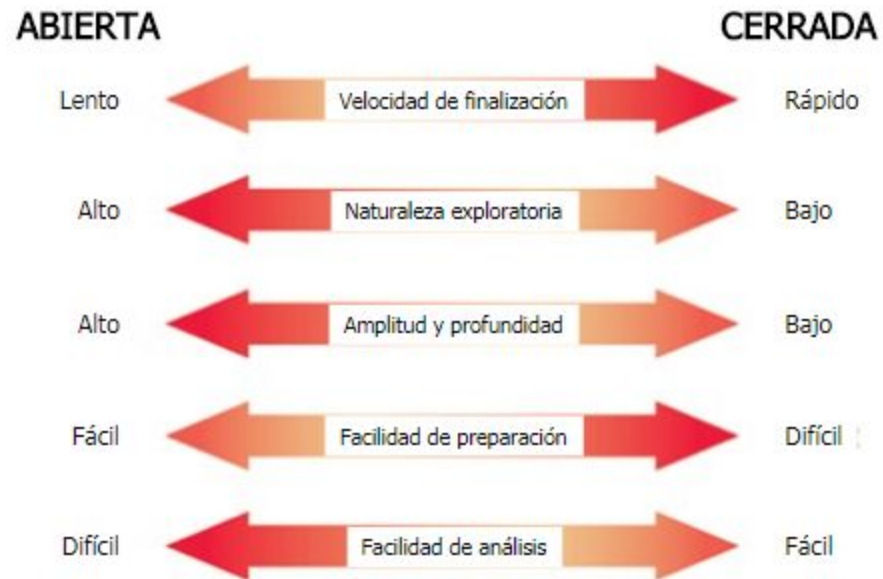 ABIERTA CERRADA
Lento Velocidad de finalización Rápido
Alto Naturaleza exploratoria Bajo
Alto Amplitud y profundidad Bajo
Fácil Facilidad de preparación Difícil
Difícil Facilidad de análisis Fácil